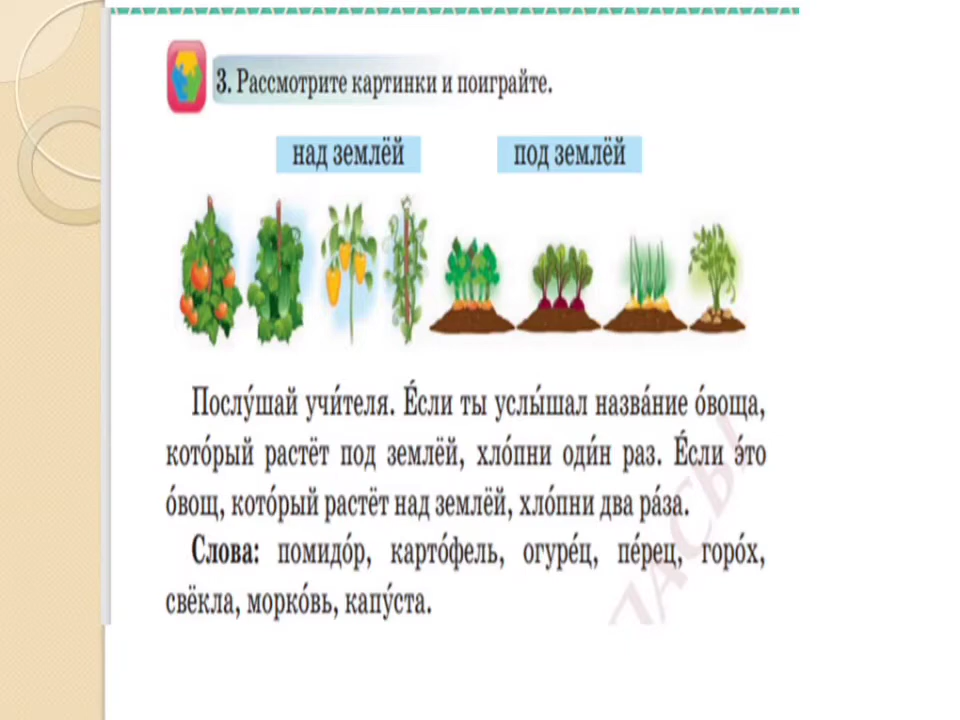 3. Рассмотрите картинки и поиграйте.
над землёй под землёй
Послу́шай учи́теля. Е́сли ты услы́шал назва́ние о́воща,
кото́рый растёт под землёй, хло́пни оди́н раз. Е́сли э́то
о́вощ, кото́рый растёт над землёй, хло́пни два ра́за.
Слова: помидо́р, карто́фель, огуре́ц, пе́рец, горо́х,
свёкла, морко́вь, капу́ста.